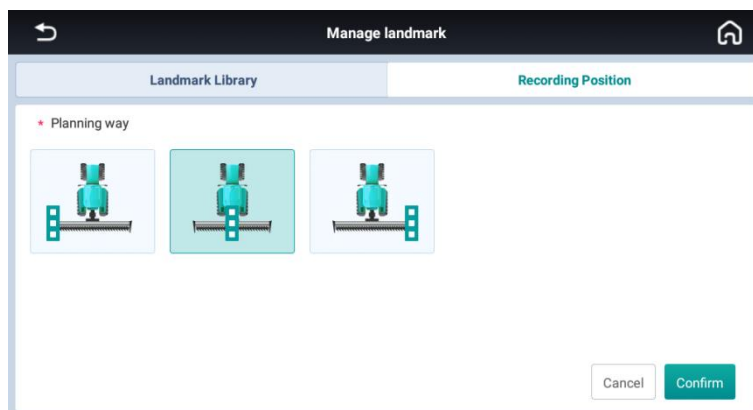 Manage landmark
Landmark Library
Recording Position
* Planning way
Cancel
Confirm